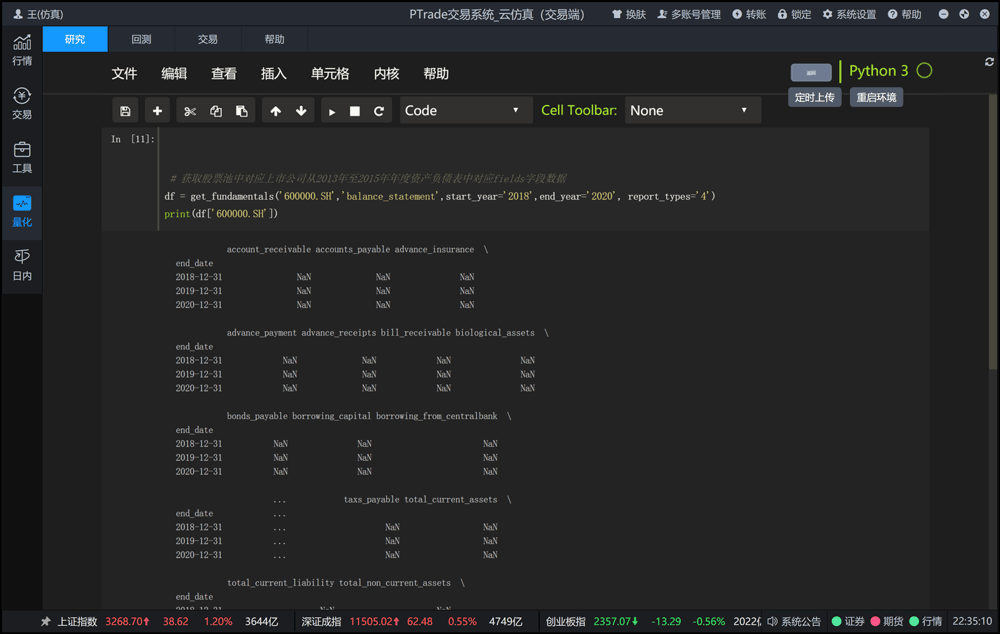 王(仿真) PTrade交易系统_云仿真（交易端） 换肤 多账号管理 转账 锁定 系统设置 帮助
行情
交易
工具
量化
日内
研究 回测 交易 帮助
文件 编辑 查看 插入 单元格 内核 帮助
Python 3
定时上传 重启环境
Code Cell Toolbar: None
In [11]:
# 获取股票池中对应上市公司从2013年至2015年年度资产负债表中对应fields字段数据
df = get_fundamentals('600000.SH','balance_statement',start_year='2018',end_year='2020', report_types='4')
print(df['600000.SH'])
account_receivable accounts_payable advance_insurance \
end_date
2018-12-31 NaN NaN NaN
2019-12-31 NaN NaN NaN
2020-12-31 NaN NaN NaN
advance_payment advance_receipts bill_receivable biological_assets \
end_date
2018-12-31 NaN NaN NaN NaN
2019-12-31 NaN NaN NaN NaN
2020-12-31 NaN NaN NaN NaN
bonds_payable borrowing_capital borrowing_from_centralbank \
end_date
2018-12-31 NaN NaN NaN
2019-12-31 NaN NaN NaN
2020-12-31 NaN NaN NaN
... taxs_payable total_current_assets \
end_date ...
2018-12-31 ... NaN NaN
2019-12-31 ... NaN NaN
2020-12-31 ... NaN NaN
total_current_liability total_non_current_assets \
end_date
2018-12-31 NaN NaN
上证指数 3268.70↑ 38.62 1.20% 3644亿 深证成指 11505.02↑ 62.48 0.55% 4749亿 创业板指 2357.07↓ -13.29 -0.56% 2022亿 系统公告 证券 期货 行情 22:35:10